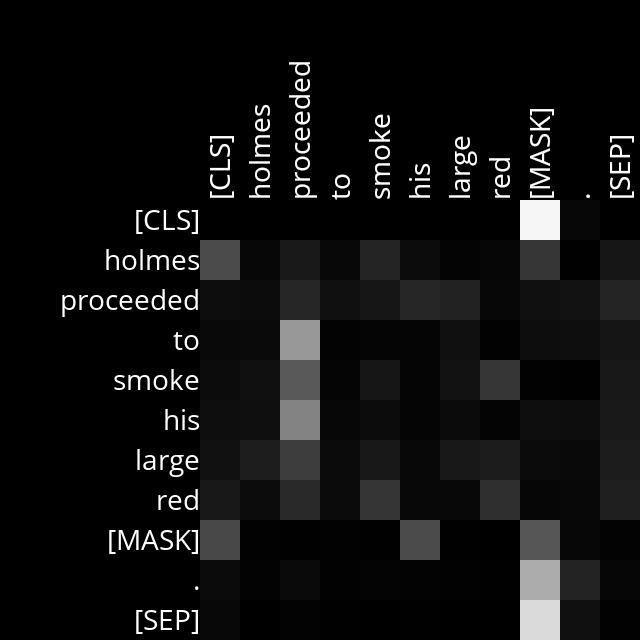 [CLS] holmes proceeded to smoke his large red [MASK] . [SEP]
[CLS]
holmes
proceeded
to
smoke
his
large
red
[MASK]
.
[SEP]